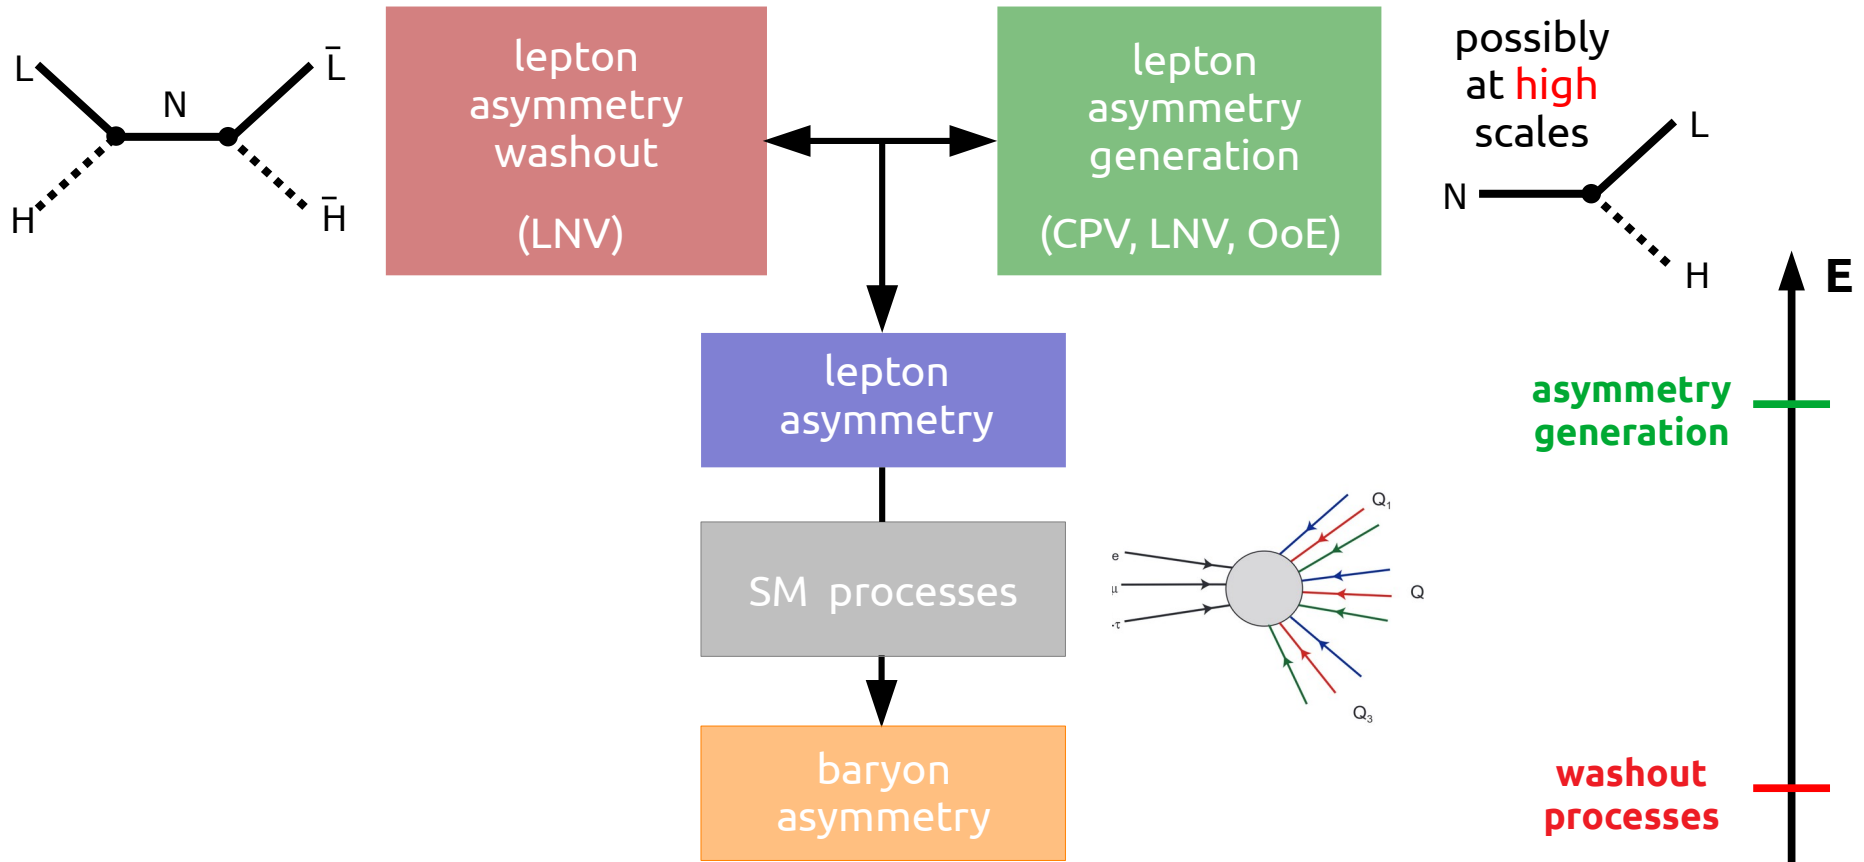 L
H
N
L̄
H̄
lepton
asymmetry
washout
(LNV)
lepton
asymmetry
generation
(CPV, LNV, OoE)
possibly
at high
scales
N
L
H
E
lepton
asymmetry
asymmetry
generation
SM processes
e
μ
τ
Q₁
Q
Q₃
baryon
asymmetry
washout
processes